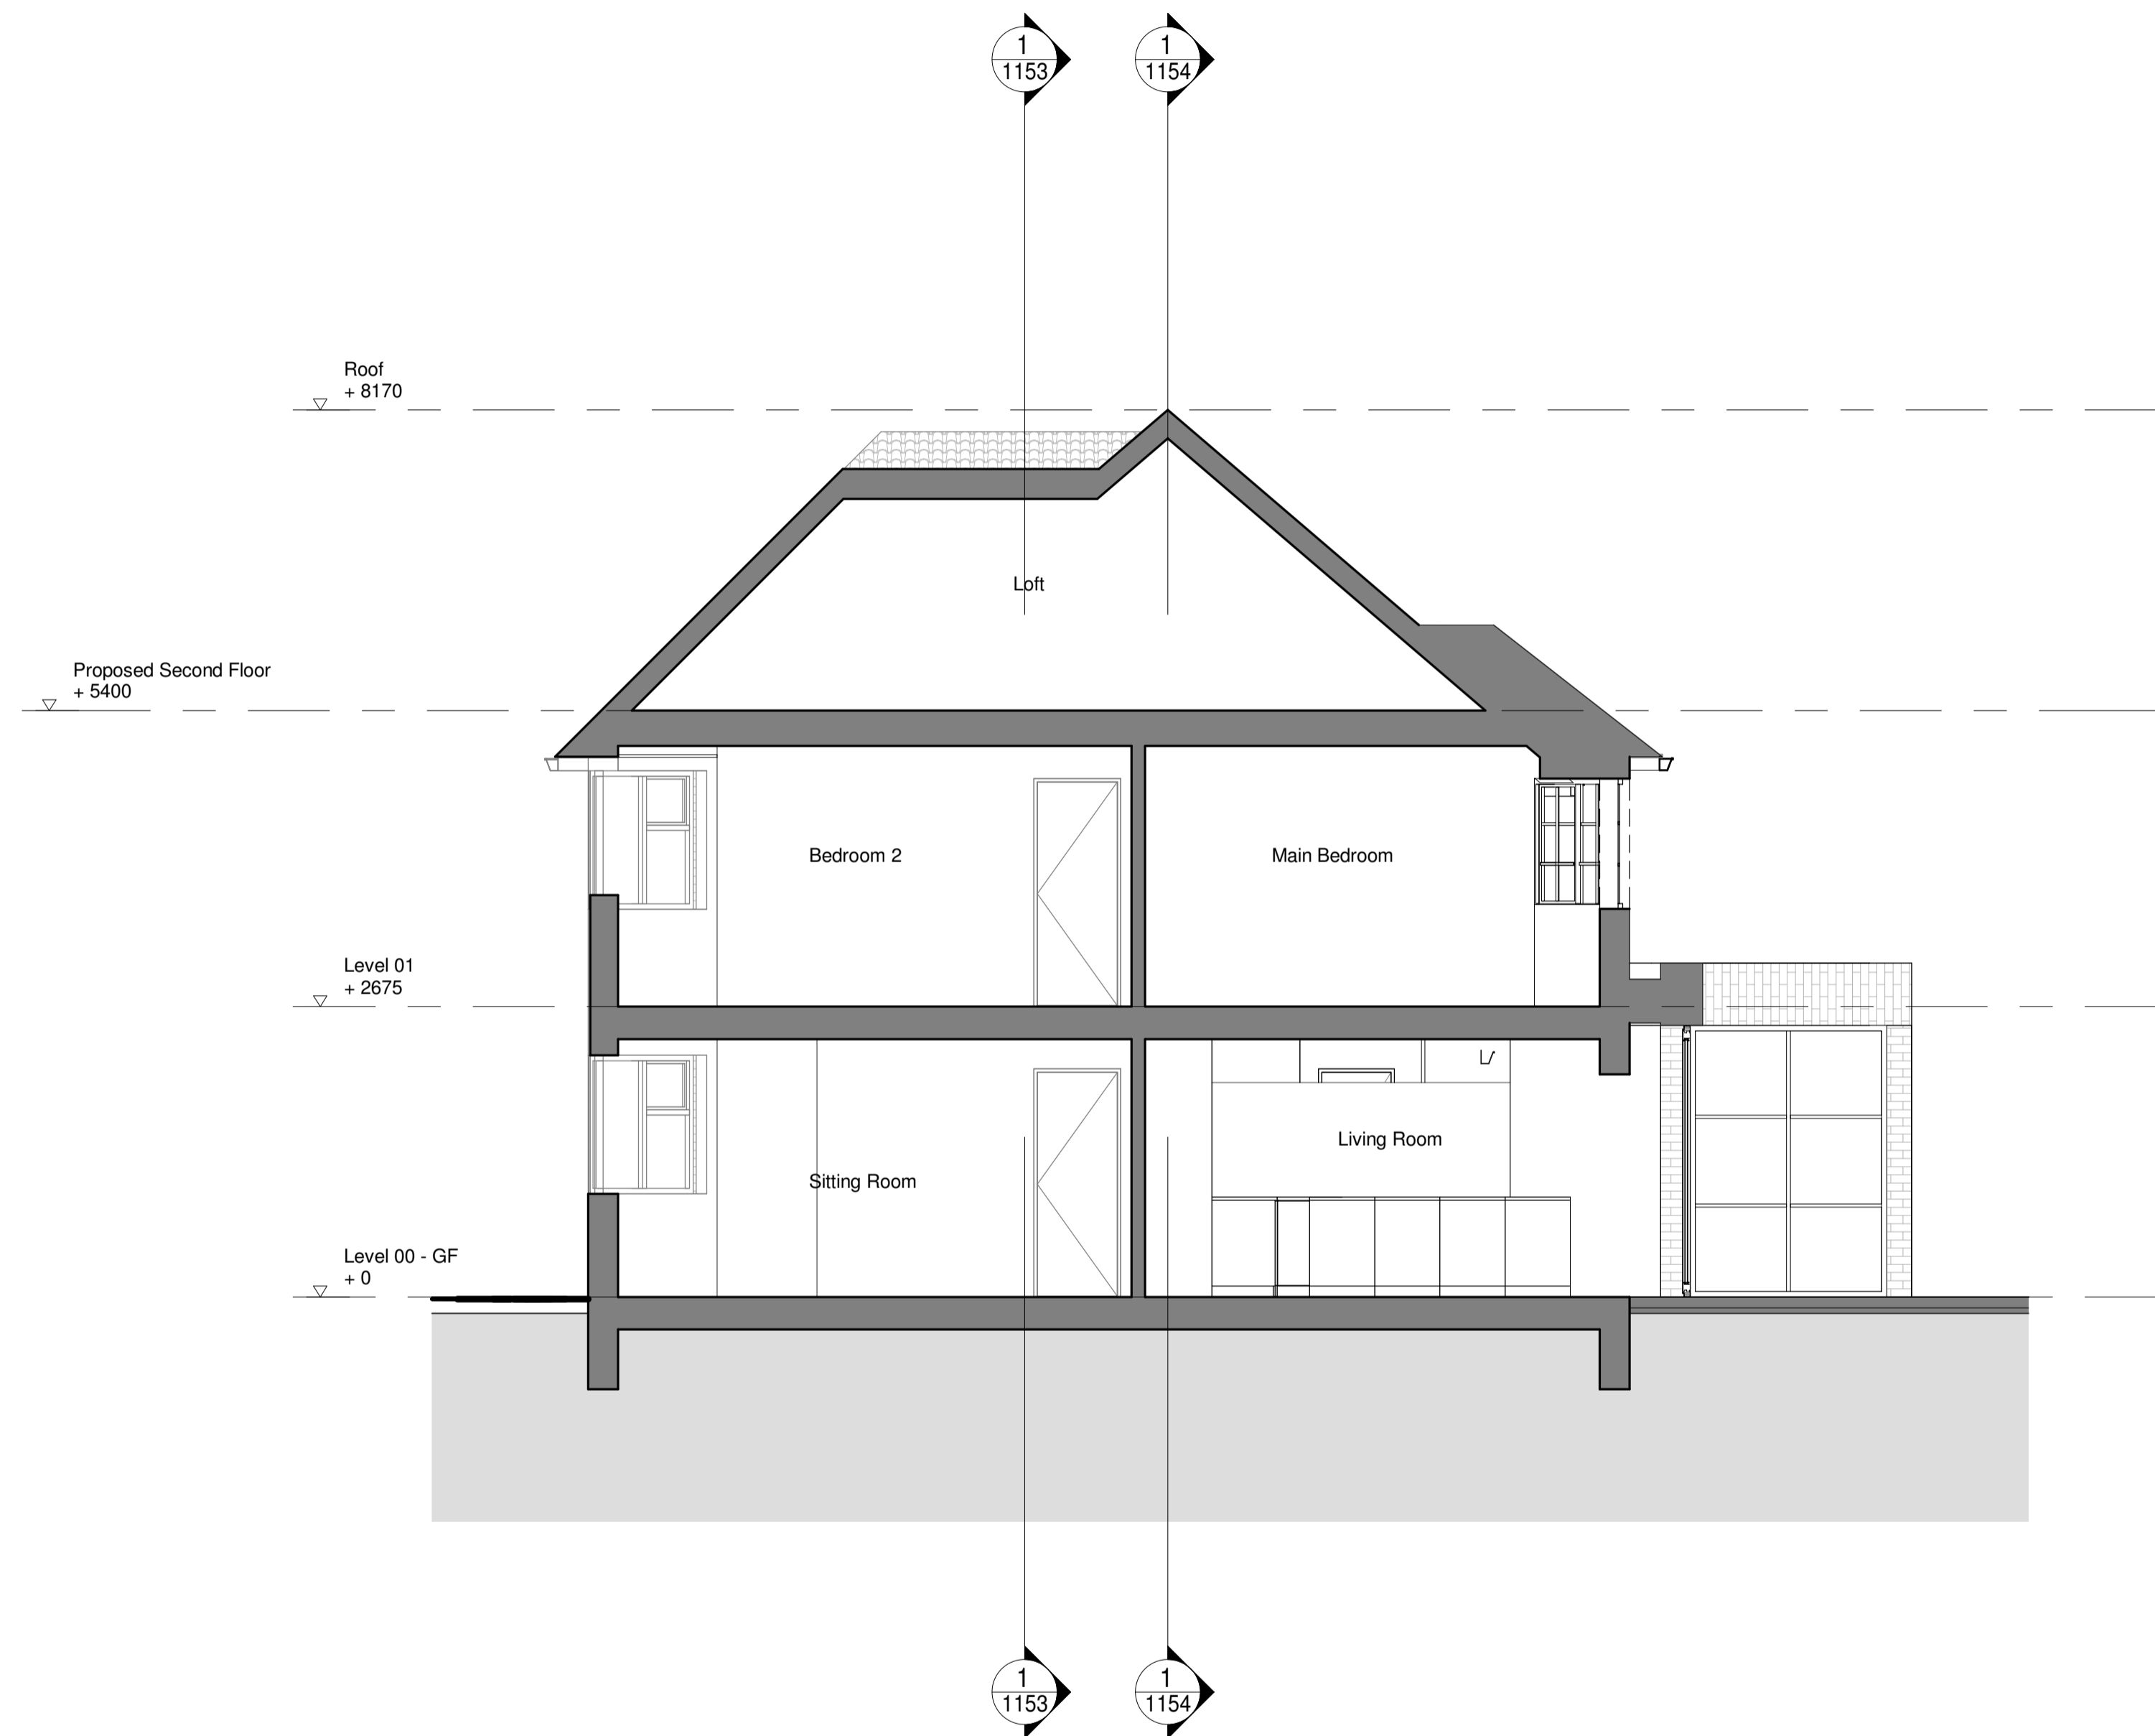 1
1153
1
1154
Roof
+ 8170
Loft
Proposed Second Floor
+ 5400
Bedroom 2
Main Bedroom
Level 01
+ 2675
Living Room
Sitting Room
Level 00 - GF
+ 0
1
1153
1
1154